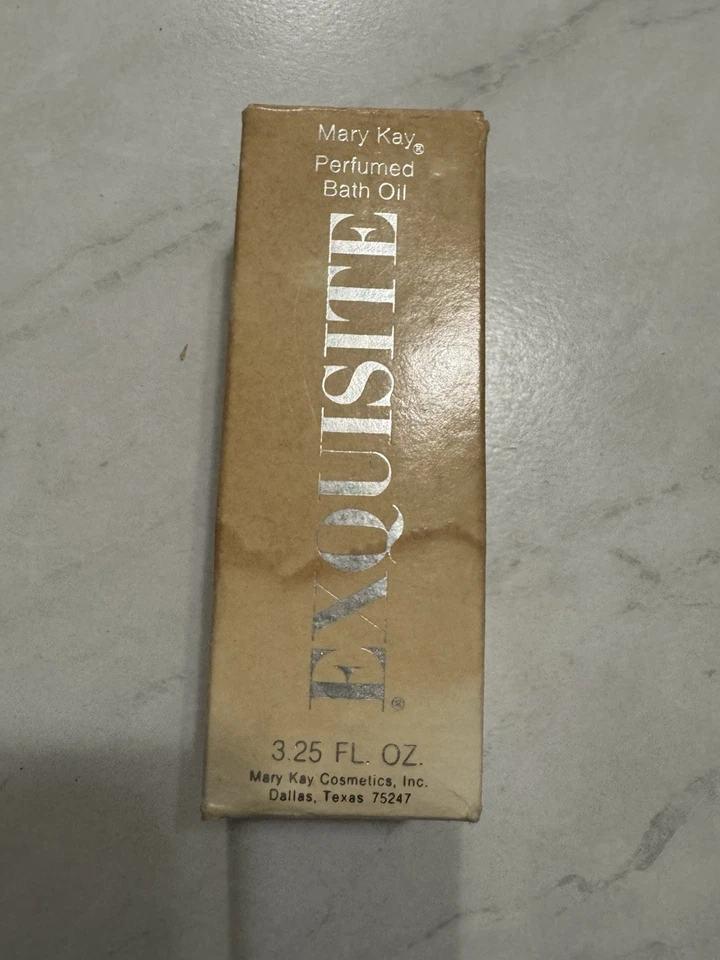 Mary Kay®
Perfumed
Bath Oil
EXQUISITE®
3.25 FL. OZ.
Mary Kay Cosmetics, Inc.
Dallas, Texas 75247